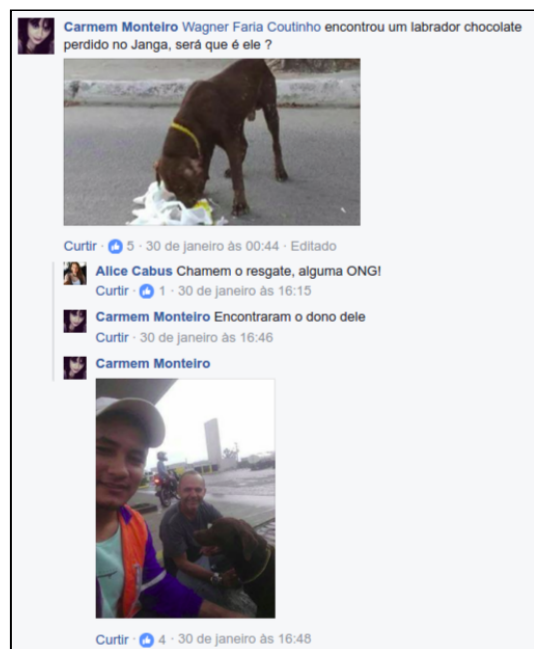 Carmem Monteiro Wagner Faria Coutinho encontrou um labrador chocolate
perdido no Janga, será que é ele ?
Curtir · 5 · 30 de janeiro às 00:44 · Editado
Alice Cabus Chamem o resgate, alguma ONG!
Curtir · 1 · 30 de janeiro às 16:15
Carmem Monteiro Encontraram o dono dele
Curtir · 30 de janeiro às 16:46
Carmem Monteiro
Curtir · 4 · 30 de janeiro às 16:48